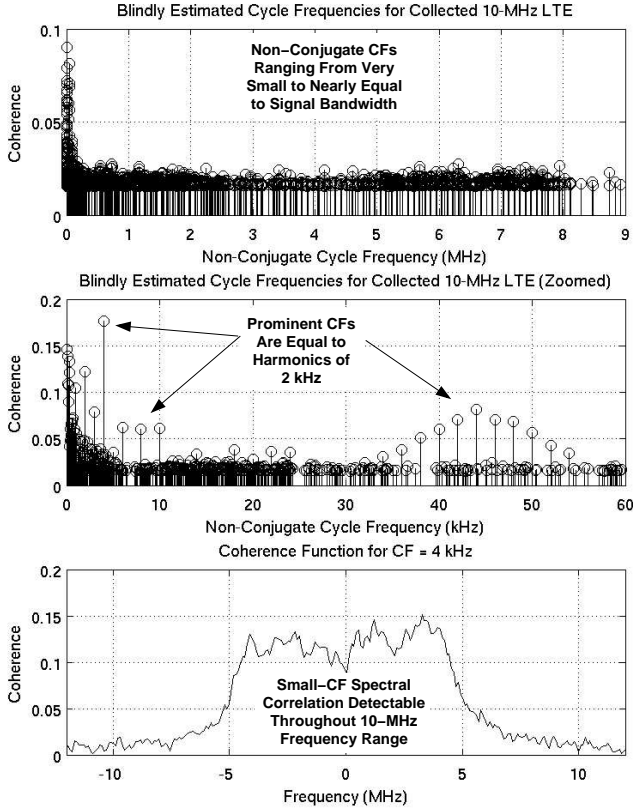 Blindly Estimated Cycle Frequencies for Collected 10-MHz LTE
0.1
0.05
0
Coherence
Non-Conjugate CFs
Ranging From Very
Small to Nearly Equal
to Signal Bandwidth
0 1 2 3 4 5 6 7 8 9
Non-Conjugate Cycle Frequency (MHz)
Blindly Estimated Cycle Frequencies for Collected 10-MHz LTE (Zoomed)
0.2
0.15
0.1
0.05
0
Coherence
Prominent CFs
Are Equal to
Harmonics of
2 kHz
0 10 20 30 40 50 60
Non-Conjugate Cycle Frequency (kHz)
Coherence Function for CF = 4 kHz
0.2
0.15
0.1
0.05
0
Coherence
Small-CF Spectral
Correlation Detectable
Throughout 10-MHz
Frequency Range
-10 -5 0 5 10
Frequency (MHz)